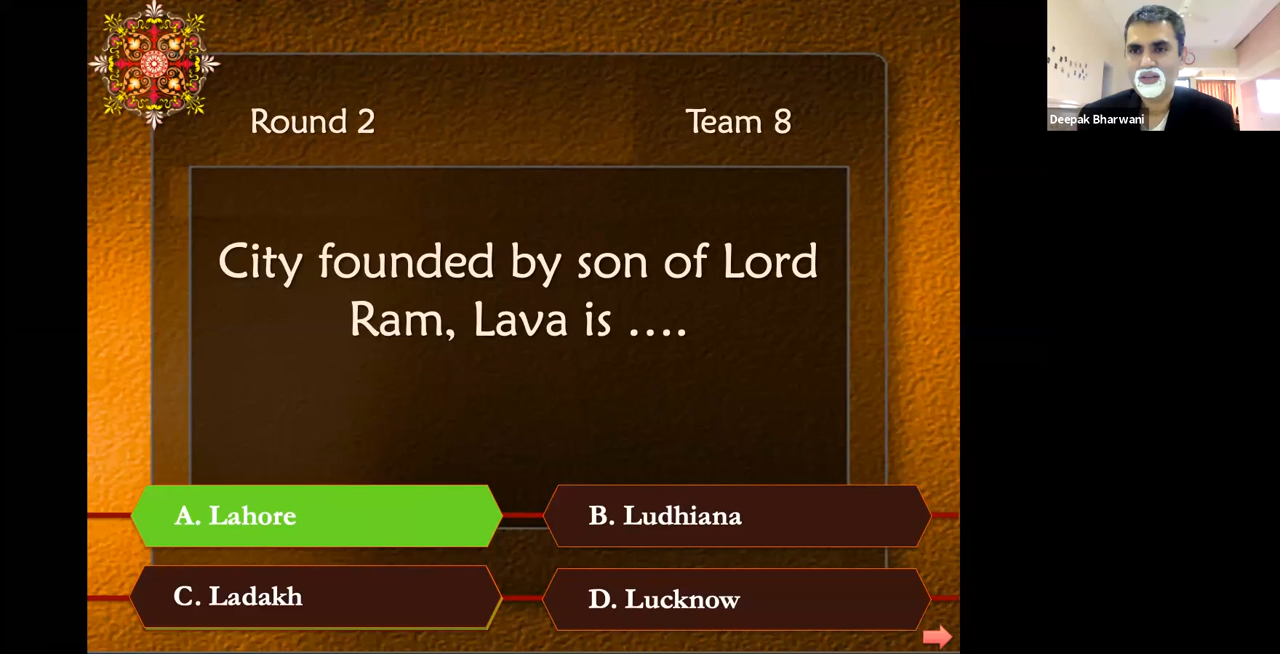 Deepak Bharwani
Round 2
Team 8
City founded by son of Lord
Ram, Lava is ....
A. Lahore
B. Ludhiana
C. Ladakh
D. Lucknow